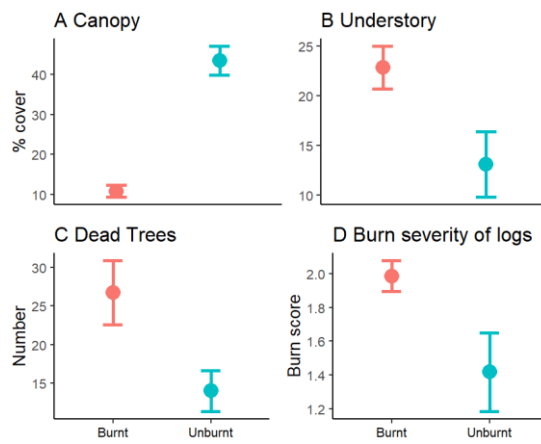 A Canopy
% cover
40
30
20
10
B Understory
25
20
15
10
C Dead Trees
Number
30
25
20
15
Burnt
Unburnt
D Burn severity of logs
Burn score
2.0
1.8
1.6
1.4
1.2
Burnt
Unburnt